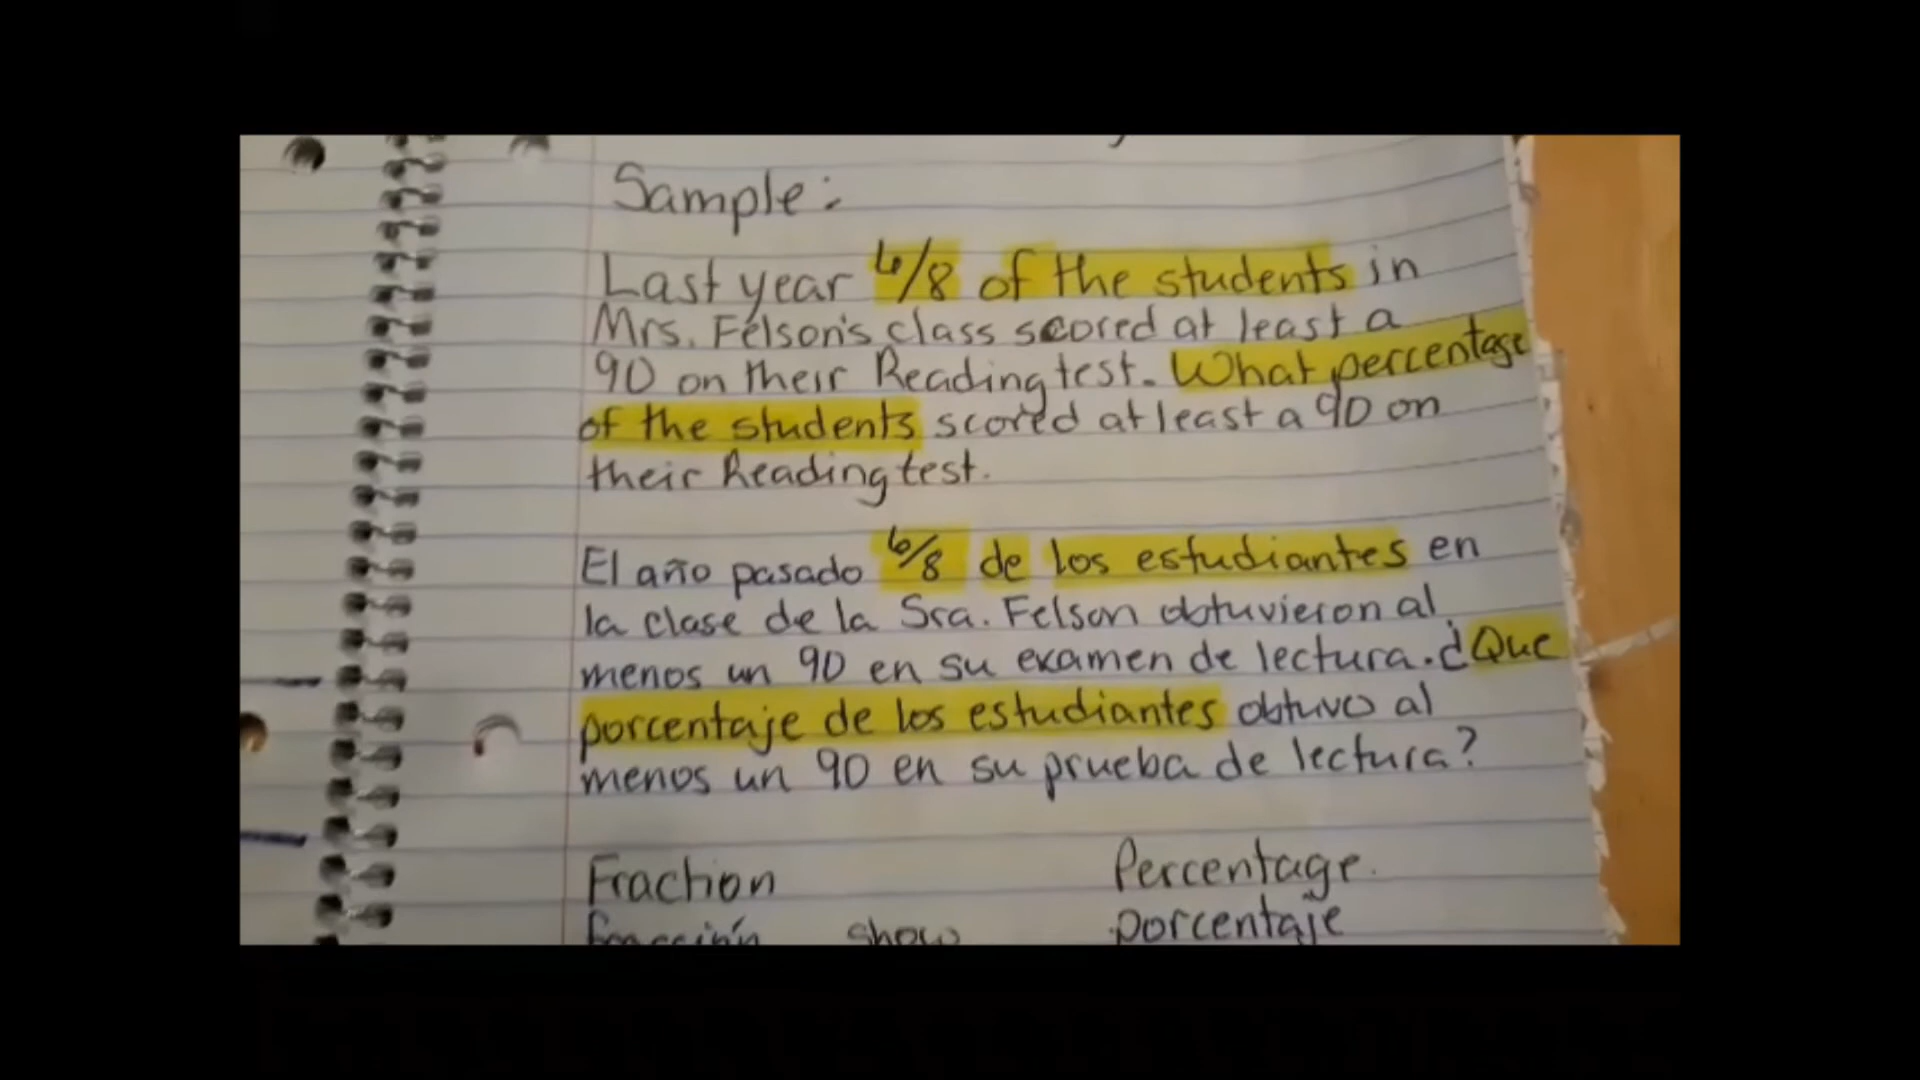 Sample:
Last year 6/8 of the students in
Mrs. Felson's class scored at least a
90 on their Reading test. What percentage
of the students scored at least a 90 on
their Reading test.
El año pasado 6/8 de los estudiantes en
la clase de la Sra. Felson obtuvieron al
menos un 90 en su examen de lectura. ¿Que
porcentaje de los estudiantes obtuvo al
menos un 90 en su prueba de lectura?
Fraction Percentage.
fracción show porcentaje